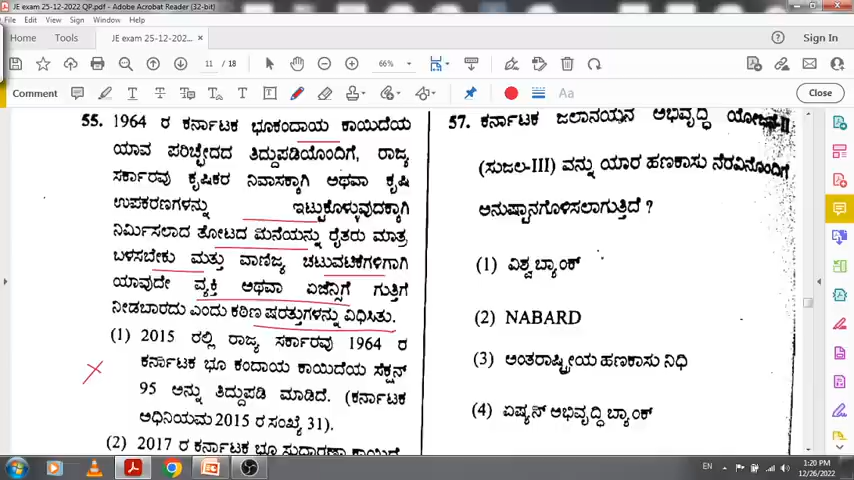 JE exam 25-12-2022 QP.pdf - Adobe Acrobat Reader (32-bit)
File Edit View Sign Window Help
Home Tools JE exam 25-12-202... × Sign In
11 / 18 66%
Comment Close
55. 1964 ರ ಕರ್ನಾಟಕ ಭೂಕಂದಾಯ ಕಾಯಿದೆಯ
ಯಾವ ಪರಿಚ್ಛೇದದ ತಿದ್ದುಪಡಿಯೊಂದಿಗೆ, ರಾಜ್ಯ
ಸರ್ಕಾರವು ಕೃಷಿಕರ ನಿವಾಸಕ್ಕಾಗಿ ಅಥವಾ ಕೃಷಿ
ಉಪಕರಣಗಳನ್ನು ಇಟ್ಟುಕೊಳ್ಳುವುದಕ್ಕಾಗಿ
ನಿರ್ಮಿಸಲಾದ ತೋಟದ ಮನೆಯನ್ನು ರೈತರು ಮಾತ್ರ
ಬಳಸಬೇಕು ಮತ್ತು ವಾಣಿಜ್ಯ ಚಟುವಟಿಕೆಗಳಿಗಾಗಿ
ಯಾವುದೇ ವ್ಯಕ್ತಿ ಅಥವಾ ಏಜೆನ್ಸಿಗೆ ಗುತ್ತಿಗೆ
ನೀಡಬಾರದು ಎಂದು ಕಠಿಣ ಷರತ್ತುಗಳನ್ನು ವಿಧಿಸಿತು.
(1) 2015 ರಲ್ಲಿ ರಾಜ್ಯ ಸರ್ಕಾರವು 1964 ರ
ಕರ್ನಾಟಕ ಭೂ ಕಂದಾಯ ಕಾಯಿದೆಯ ಸೆಕ್ಷನ್
95 ಅನ್ನು ತಿದ್ದುಪಡಿ ಮಾಡಿದೆ. (ಕರ್ನಾಟಕ
ಅಧಿನಿಯಮ 2015 ರ ಸಂಖ್ಯೆ 31).
(2) 2017 ರ ಕರ್ನಾಟಕ ಭೂ ಸುಧಾರಣಾ ಕಾಯಿದೆ
57. ಕರ್ನಾಟಕ ಜಲಾನಯನ ಅಭಿವೃದ್ಧಿ ಯೋಜನೆ-II
(ಸುಜಲ-III) ವನ್ನು ಯಾರ ಹಣಕಾಸು ನೆರವಿನೊಂದಿಗೆ
ಅನುಷ್ಟಾನಗೊಳಿಸಲಾಗುತ್ತಿದೆ ?
(1) ವಿಶ್ವ ಬ್ಯಾಂಕ್
(2) NABARD
(3) ಅಂತರಾಷ್ಟ್ರೀಯ ಹಣಕಾಸು ನಿಧಿ
(4) ಏಷ್ಯನ್ ಅಭಿವೃದ್ಧಿ ಬ್ಯಾಂಕ್
EN 1:20 PM
12/26/2022